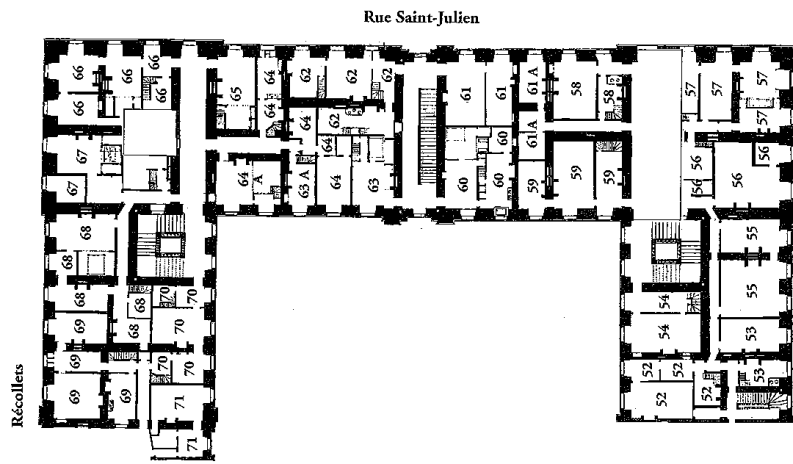 Rue Saint-Julien
66 66 66 66 66 65 64 64 62 62 62 61 61 61 A 58 58 57 57 57 57
67 67 64 62 64 60 61 A 56 56 56 56
64 A 63 A 64 63 60 60 59 59 59
68 68 55
68 68 70 70 54 55
69 68 70 54 53
69 69 70 70 52 52 53
69 69 71 52 52
71
Récollets